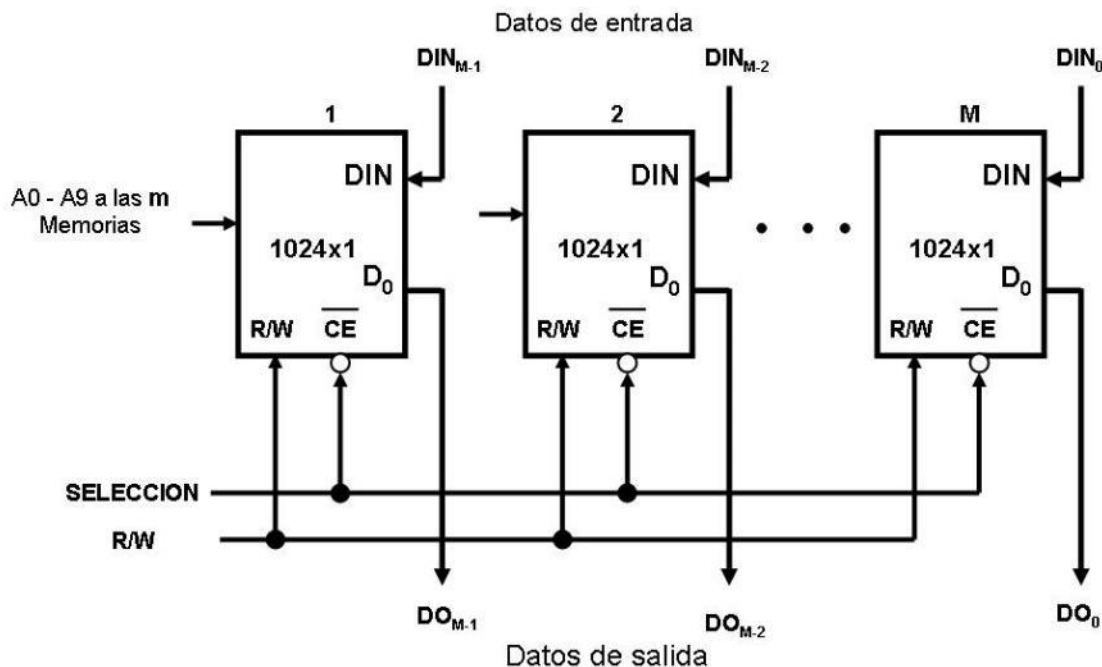 Datos de entrada
DIN_{M-1} DIN_{M-2} DIN_0
1 2 M
DIN DIN DIN
A0 - A9 a las m
Memorias
1024x1 1024x1 1024x1
D_0 D_0 D_0
R/W CE R/W CE R/W CE
SELECCION
R/W
DO_{M-1} DO_{M-2} DO_0
Datos de salida